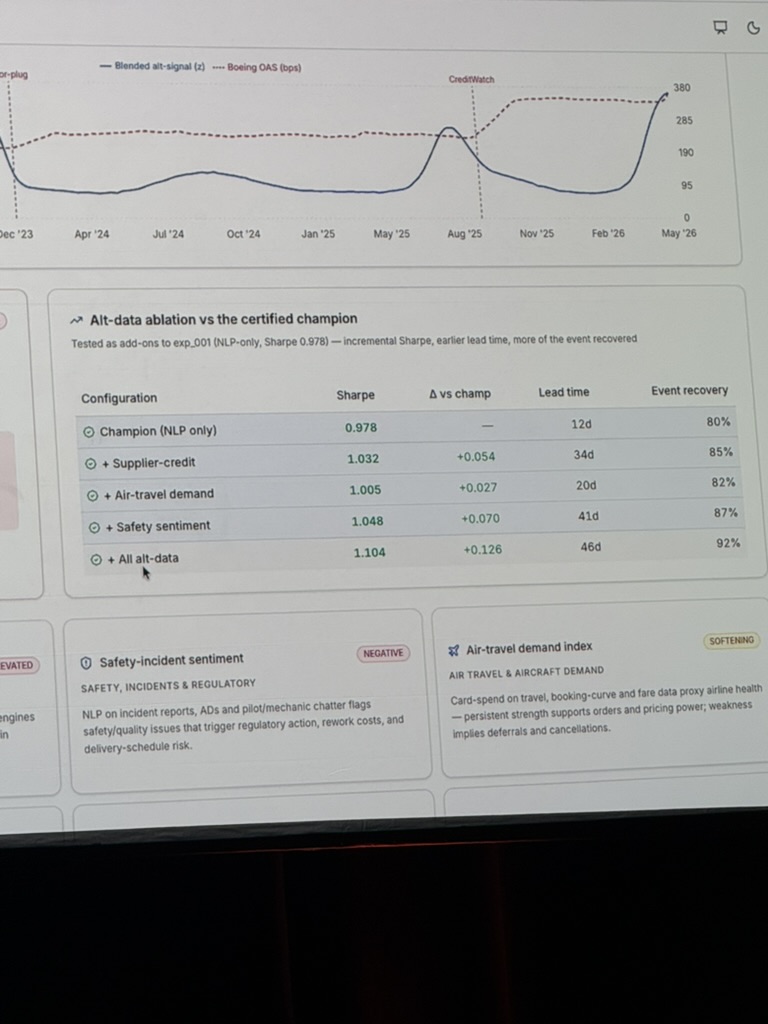 Blended alt-signal (z) Boeing OAS (bps)
or-plug
CreditWatch
380
285
190
95
0
Dec '23 Apr '24 Jul '24 Oct '24 Jan '25 May '25 Aug '25 Nov '25 Feb '26 May '26
Alt-data ablation vs the certified champion
Tested as add-ons to exp_001 (NLP-only, Sharpe 0.978) — incremental Sharpe, earlier lead time, more of the event recovered
Configuration Sharpe Δ vs champ Lead time Event recovery
Champion (NLP only) 0.978 — 12d 80%
+ Supplier-credit 1.032 +0.054 34d 85%
+ Air-travel demand 1.005 +0.027 20d 82%
+ Safety sentiment 1.048 +0.070 41d 87%
+ All alt-data 1.104 +0.126 46d 92%
EVATED
engines
in
Safety-incident sentiment NEGATIVE
SAFETY, INCIDENTS & REGULATORY
NLP on incident reports, ADs and pilot/mechanic chatter flags
safety/quality issues that trigger regulatory action, rework costs, and
delivery-schedule risk.
Air-travel demand index SOFTENING
AIR TRAVEL & AIRCRAFT DEMAND
Card-spend on travel, booking-curve and fare data proxy airline health
— persistent strength supports orders and pricing power; weakness
implies deferrals and cancellations.